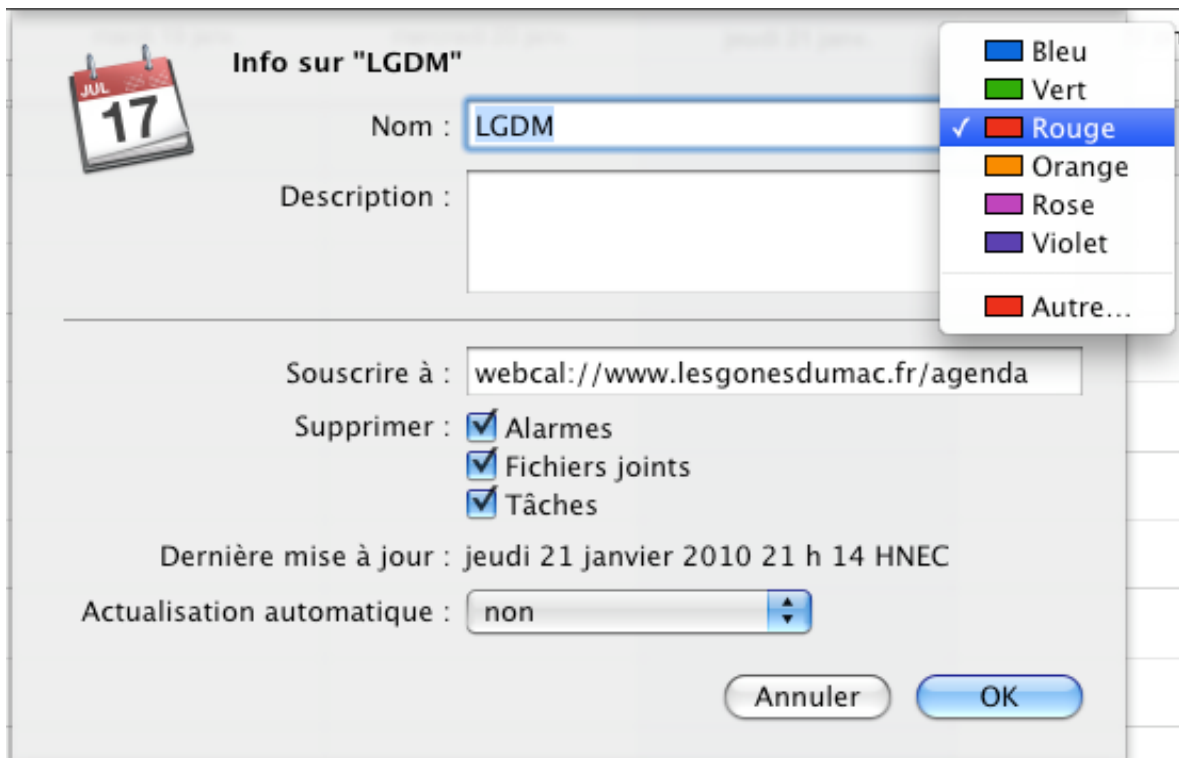 Info sur "LGDM"
JUL
17
Nom : LGDM
Description :
Bleu
Vert
✓ Rouge
Orange
Rose
Violet
Autre...
Souscrire à : webcal://www.lesgonesdumac.fr/agenda
Supprimer : Alarmes
Fichiers joints
Tâches
Dernière mise à jour : jeudi 21 janvier 2010 21 h 14 HNEC
Actualisation automatique : non
Annuler OK